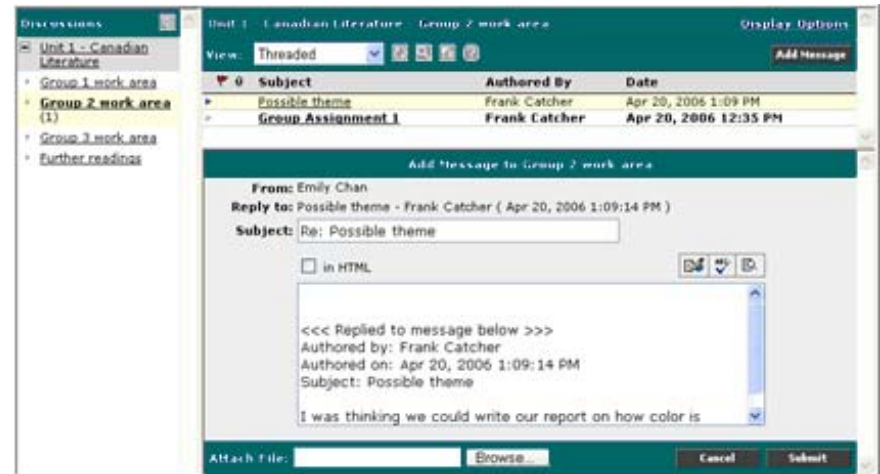 Discussions
Unit 1 - Canadian
Literature
Group 1 work area
Group 2 work area
(1)
Group 3 work area
Further readings
Unit 1 Canadian Literature Group 2 work area
Display Options
View: Threaded
Add Message
Subject Authored By Date
Possible theme Frank Catcher Apr 20, 2006 1:09 PM
Group Assignment 1 Frank Catcher Apr 20, 2006 12:35 PM
Add Message to Group 2 work area
From: Emily Chan
Reply to: Possible theme - Frank Catcher ( Apr 20, 2006 1:09:14 PM )
Subject: Re: Possible theme
in HTML
<<< Replied to message below >>>
Authored by: Frank Catcher
Authored on: Apr 20, 2006 1:09:14 PM
Subject: Possible theme
I was thinking we could write our report on how color is
Attach File: Browse... Cancel Submit